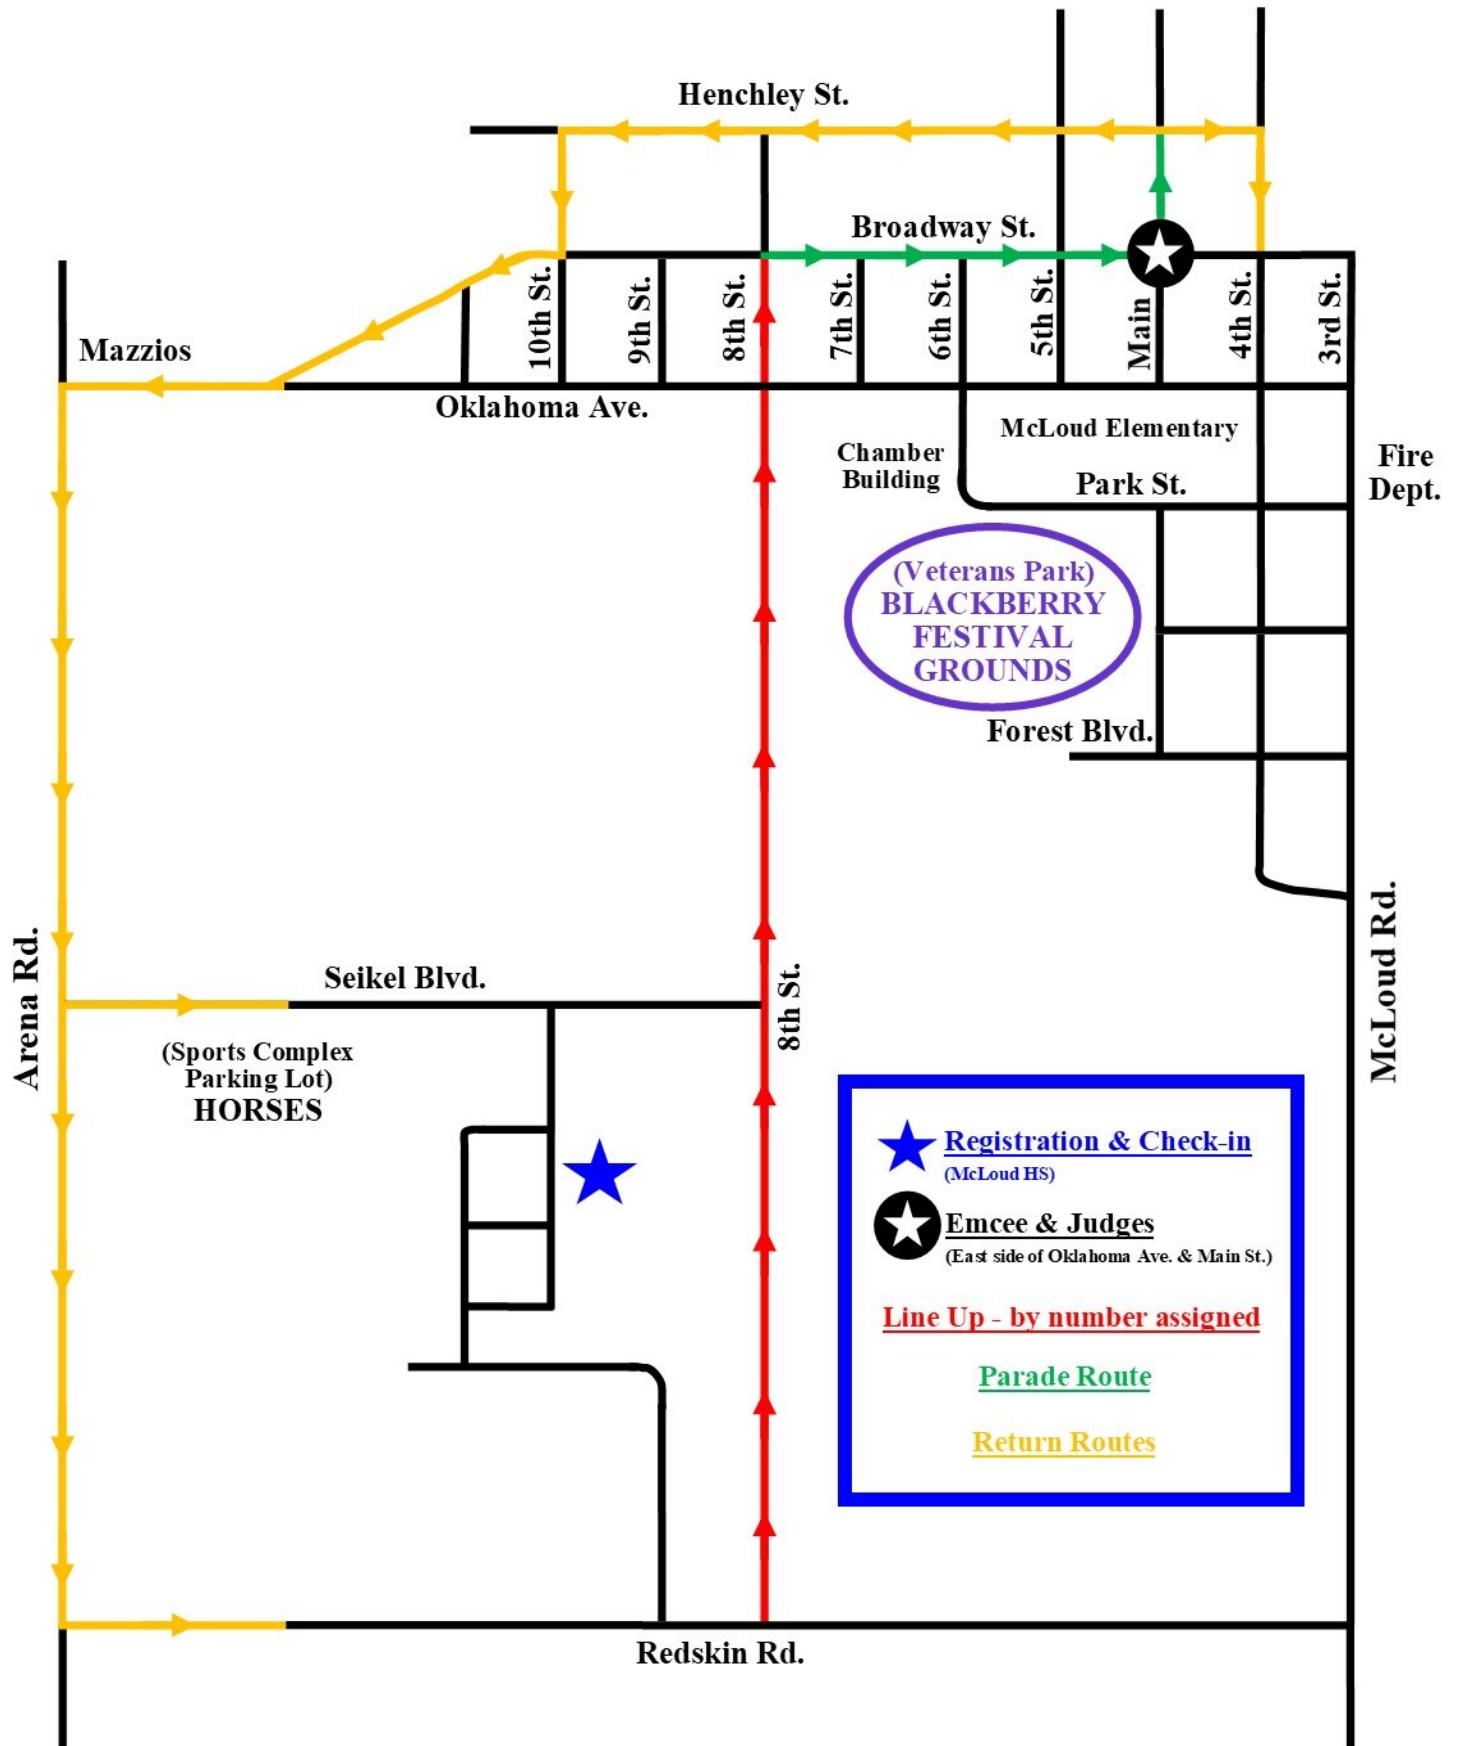 Henchley St.
Broadway St.
10th St.
9th St.
8th St.
7th St.
6th St.
5th St.
Main
4th St.
3rd St.
Mazzios
Oklahoma Ave.
McLoud Elementary
Chamber
Building
Park St.
Fire
Dept.
(Veterans Park)
BLACKBERRY
FESTIVAL
GROUNDS
Forest Blvd.
Arena Rd.
Seikel Blvd.
8th St.
McLoud Rd.
(Sports Complex
Parking Lot)
HORSES
Registration & Check-in
(McLoud HS)
Emcee & Judges
(East side of Oklahoma Ave. & Main St.)
Line Up - by number assigned
Parade Route
Return Routes
Redskin Rd.